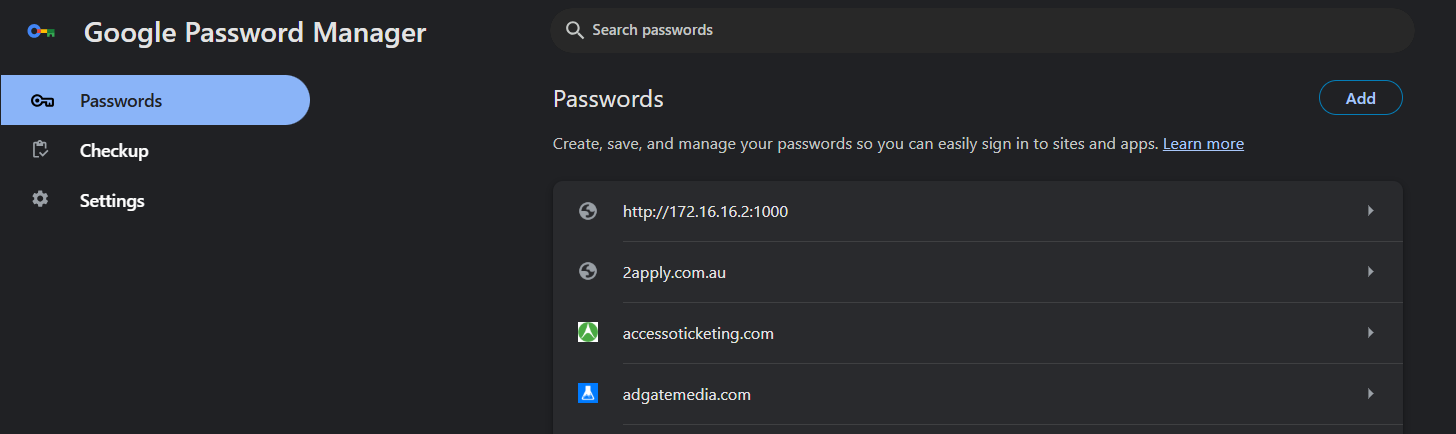 Google Password Manager
Search passwords
Passwords
Checkup
Settings
Passwords
Add
Create, save, and manage your passwords so you can easily sign in to sites and apps. Learn more
http://172.16.16.2:1000
2apply.com.au
accessoticketing.com
adgatemedia.com